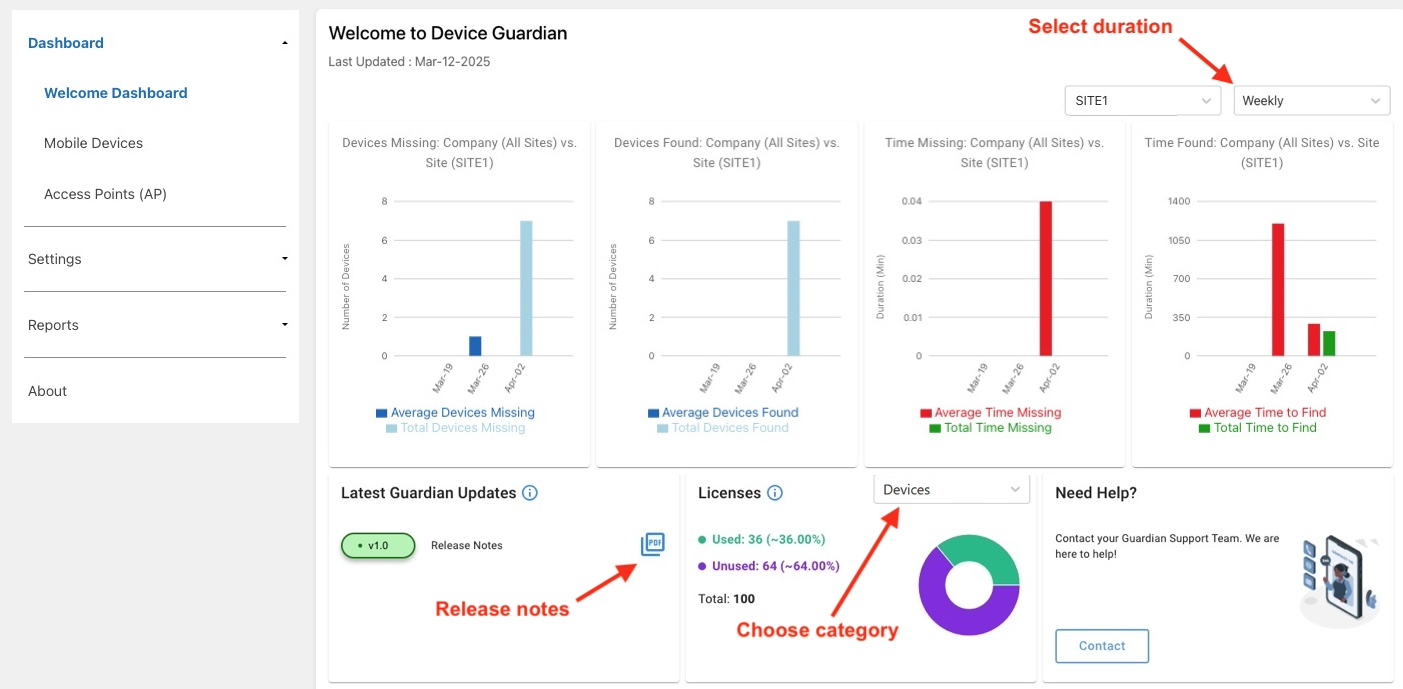 Dashboard
Welcome Dashboard
Mobile Devices
Access Points (AP)
Settings
Reports
About
Welcome to Device Guardian
Last Updated : Mar-12-2025
Select duration
SITE1
Weekly
Devices Missing: Company (All Sites) vs.
Site (SITE1)
Number of Devices
8
6
4
2
0
Mar-19
Mar-26
Apr-02
Average Devices Missing
Total Devices Missing
Devices Found: Company (All Sites) vs.
Site (SITE1)
Number of Devices
8
6
4
2
0
Mar-19
Mar-26
Apr-02
Average Devices Found
Total Devices Found
Time Missing: Company (All Sites) vs.
Site (SITE1)
Duration (Min)
0.04
0.03
0.02
0.01
0
Mar-19
Mar-26
Apr-02
Average Time Missing
Total Time Missing
Time Found: Company (All Sites) vs. Site
(SITE1)
Duration (Min)
1400
1050
700
350
0
Mar-19
Mar-26
Apr-02
Average Time to Find
Total Time to Find
Latest Guardian Updates
v1.0
Release Notes
PDF
Release notes
Licenses
Devices
Used: 36 (~36.00%)
Unused: 64 (~64.00%)
Total: 100
Choose category
Need Help?
Contact your Guardian Support Team. We are
here to help!
Contact